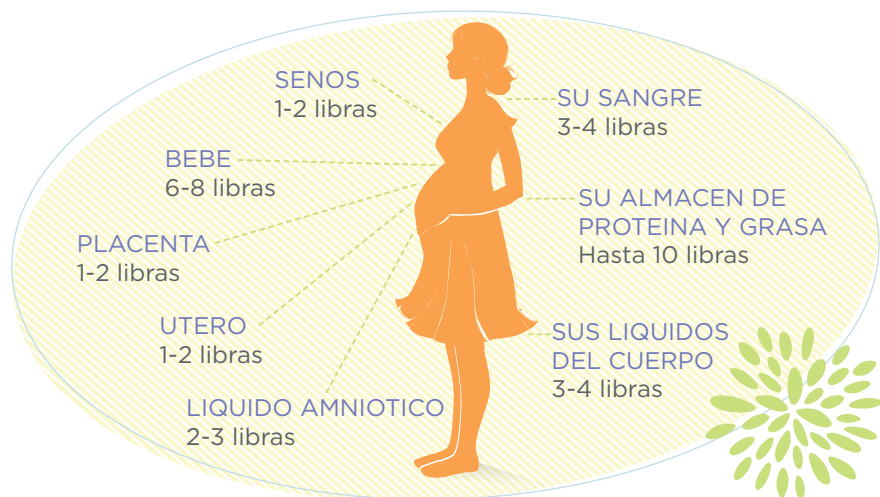 SENOS
1-2 libras
BEBE
6-8 libras
PLACENTA
1-2 libras
UTERO
1-2 libras
LIQUIDO AMNIOTICO
2-3 libras
SU SANGRE
3-4 libras
SU ALMACEN DE
PROTEINA Y GRASA
Hasta 10 libras
SUS LIQUIDOS
DEL CUERPO
3-4 libras